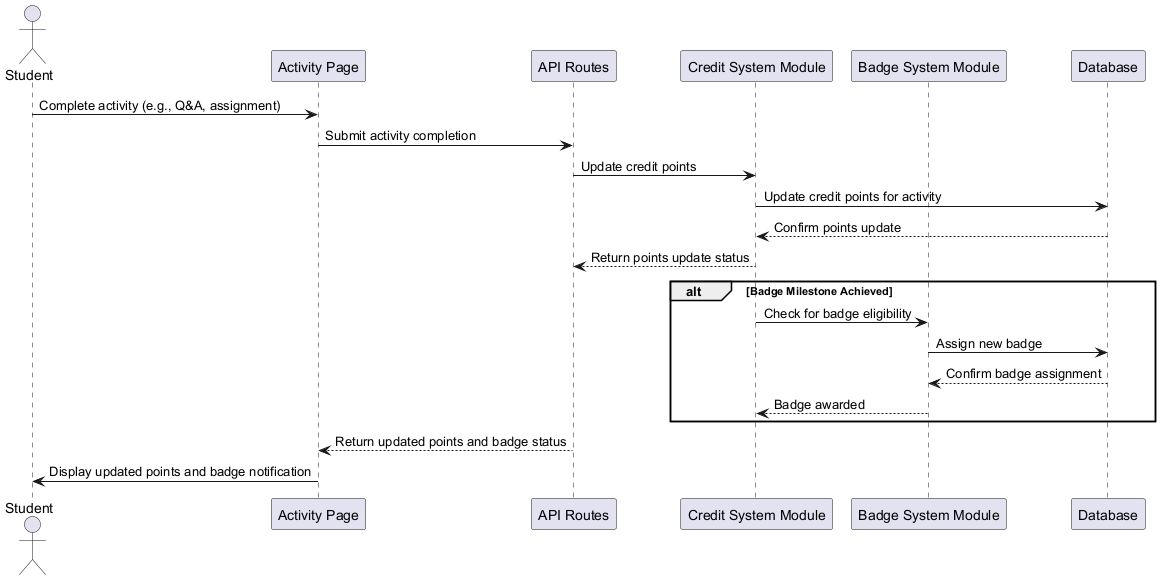 Student
Activity Page
API Routes
Credit System Module
Badge System Module
Database
Complete activity (e.g., Q&A, assignment)
Submit activity completion
Update credit points
Update credit points for activity
Confirm points update
Return points update status
alt
[Badge Milestone Achieved]
Check for badge eligibility
Assign new badge
Confirm badge assignment
Badge awarded
Return updated points and badge status
Display updated points and badge notification
Student
Activity Page
API Routes
Credit System Module
Badge System Module
Database